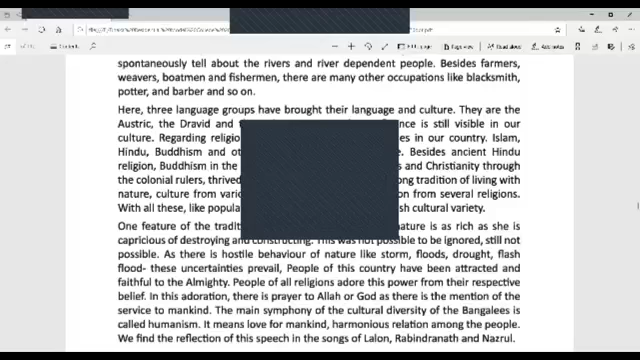 Contents
Page view
Read aloud
Add notes
spontaneously tell about the rivers and river dependent people. Besides farmers,
weavers, boatmen and fishermen, there are many other occupations like blacksmith,
potter, and barber and so on.
Here, three language groups have brought their language and culture. They are the
Austric, the Dravid and ence is still visible in our
culture. Regarding religio es in our country. Islam,
Hindu, Buddhism and ot e. Besides ancient Hindu
religion, Buddhism in the s and Christianity through
the colonial rulers, thrived ong tradition of living with
nature, culture from vario on from several religions.
With all these, like popula sh cultural variety.
One feature of the tradit nature is as rich as she is
capricious of destroying and constructing. This was not possible to be ignored, still not
possible. As there is hostile behaviour of nature like storm, floods, drought, flash
flood- these uncertainties prevail, People of this country have been attracted and
faithful to the Almighty. People of all religions adore this power from their respective
belief. In this adoration, there is prayer to Allah or God as there is the mention of the
service to mankind. The main symphony of the cultural diversity of the Bangalees is
called humanism. It means love for mankind, harmonious relation among the people.
We find the reflection of this speech in the songs of Lalon, Rabindranath and Nazrul.